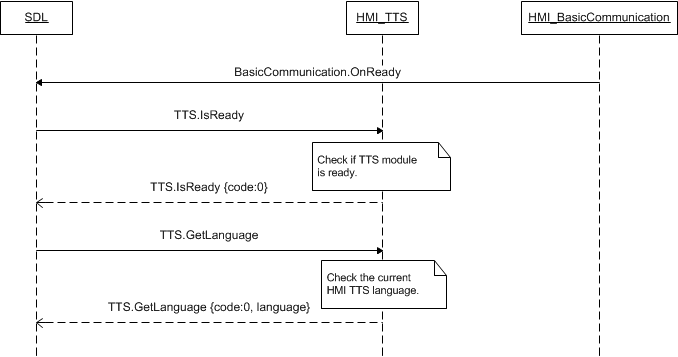 SDL
HMI_TTS
HMI_BasicCommunication
BasicCommunication.OnReady
TTS.IsReady
Check if TTS module
is ready.
TTS.IsReady {code:0}
TTS.GetLanguage
Check the current
HMI TTS language.
TTS.GetLanguage {code:0, language}